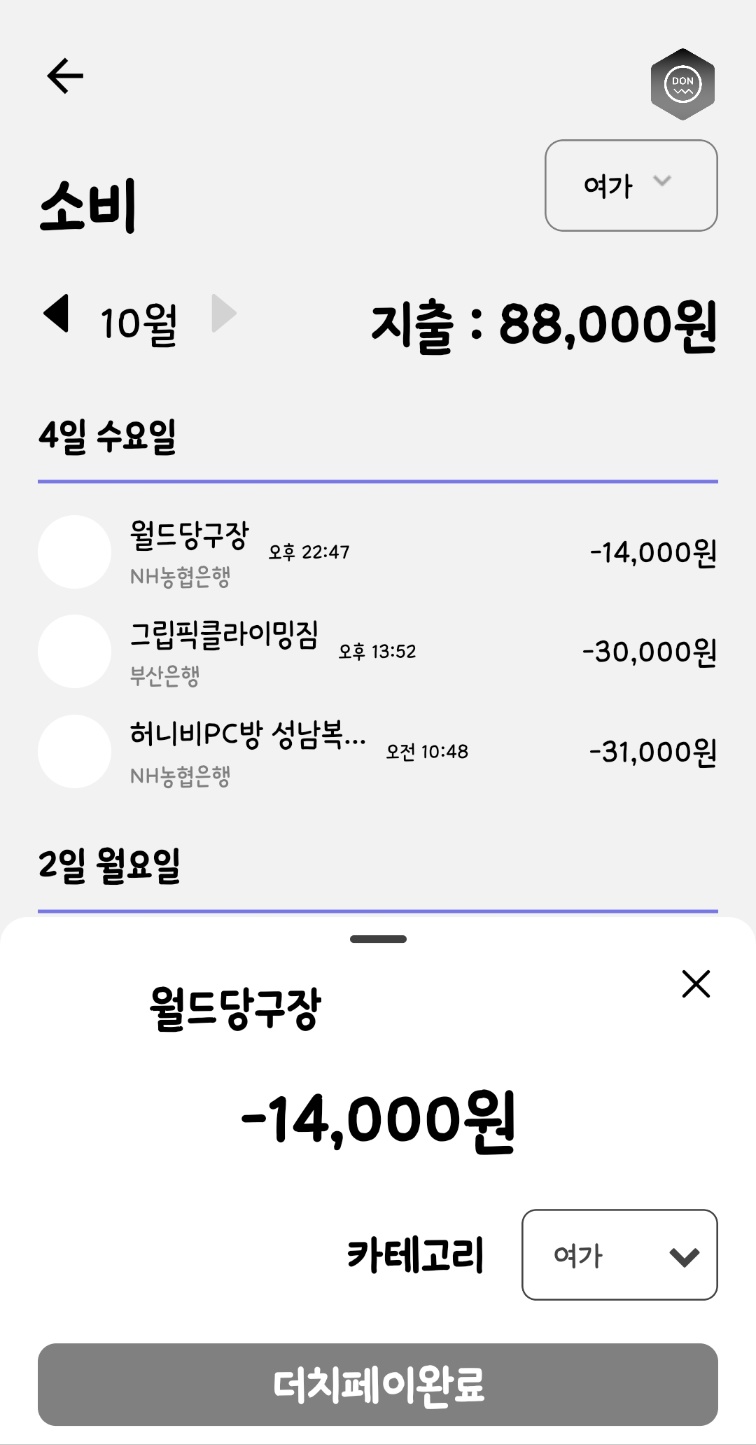 DON
여가
소비
10월
지출 : 88,000원
4일 수요일
월드당구장 오후 22:47 -14,000원
NH농협은행
그립픽클라이밍짐 오후 13:52 -30,000원
부산은행
허니비PC방 성남복... 오전 10:48 -31,000원
NH농협은행
2일 월요일
월드당구장
-14,000원
카테고리 여가
더치페이완료